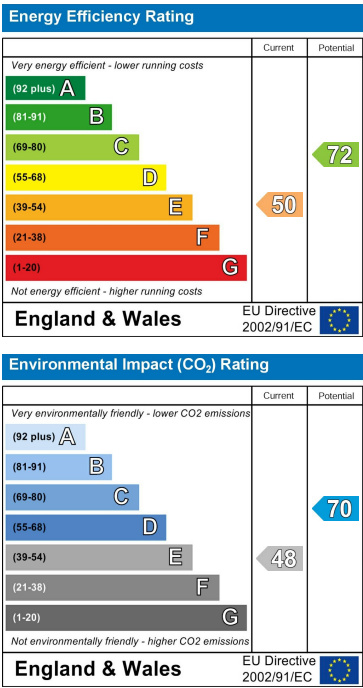 Energy Efficiency Rating
Current Potential
Very energy efficient - lower running costs
(92 plus) A
(81-91) B
(69-80) C
72
(55-68) D
(39-54) E
50
(21-38) F
(1-20) G
Not energy efficient - higher running costs
England & Wales
EU Directive
2002/91/EC
Environmental Impact (CO₂) Rating
Current Potential
Very environmentally friendly - lower CO2 emissions
(92 plus) A
(81-91) B
(69-80) C
70
(55-68) D
(39-54) E
48
(21-38) F
(1-20) G
Not environmentally friendly - higher CO2 emissions
England & Wales
EU Directive
2002/91/EC